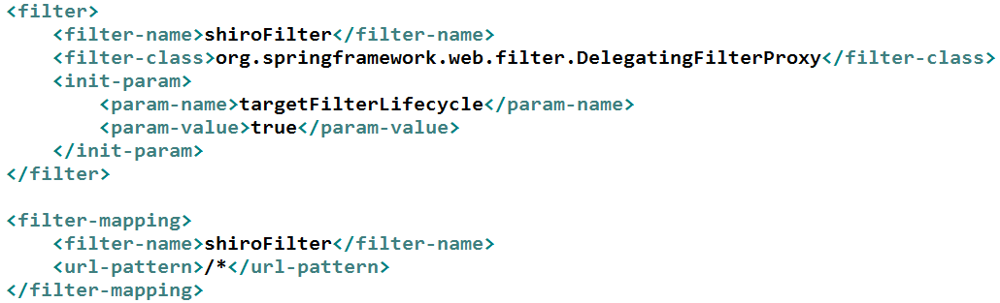 <filter>
    <filter-name>shiroFilter</filter-name>
    <filter-class>org.springframework.web.filter.DelegatingFilterProxy</filter-class>
    <init-param>
        <param-name>targetFilterLifecycle</param-name>
        <param-value>true</param-value>
    </init-param>
</filter>

<filter-mapping>
    <filter-name>shiroFilter</filter-name>
    <url-pattern>/*</url-pattern>
</filter-mapping>